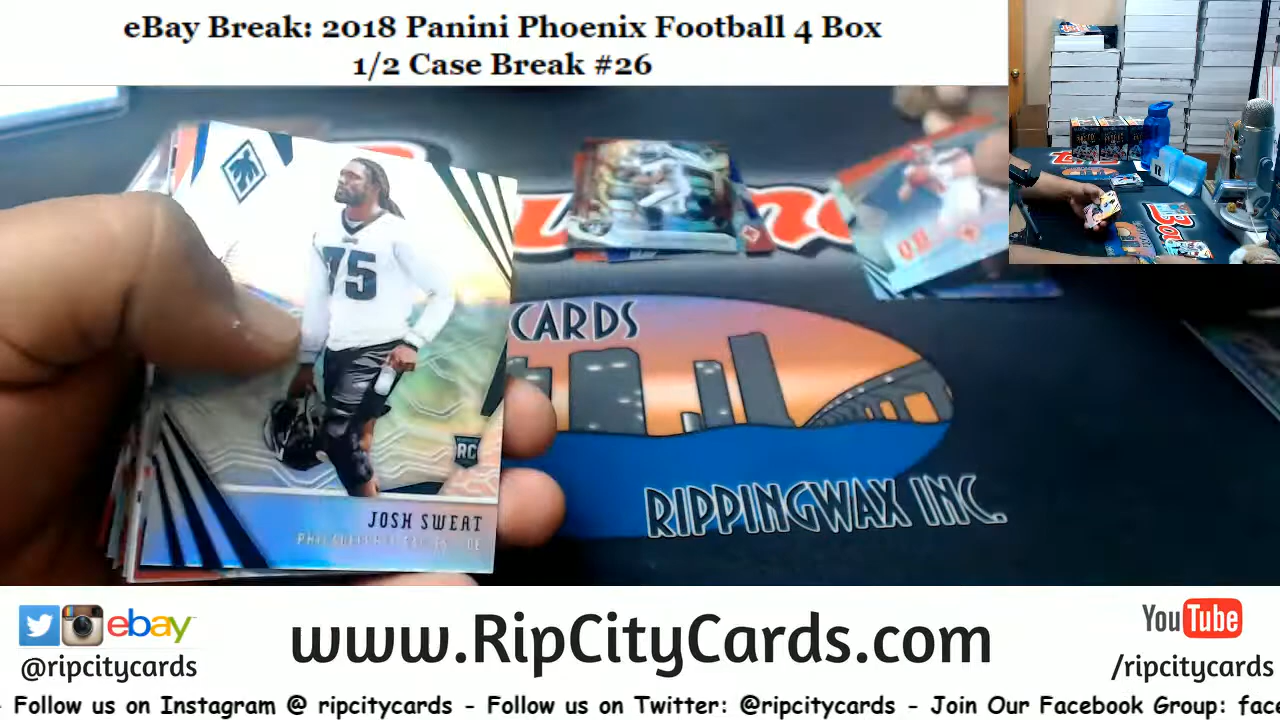 eBay Break: 2018 Panini Phoenix Football 4 Box
1/2 Case Break #26
75
RC
JOSH SWEAT
CARDS
RIPPINGWAX INC.
ebay
@ripcitycards
www.RipCityCards.com
YouTube
/ripcitycards
- Follow us on Instagram @ ripcitycards - Follow us on Twitter: @ripcitycards - Join Our Facebook Group: face